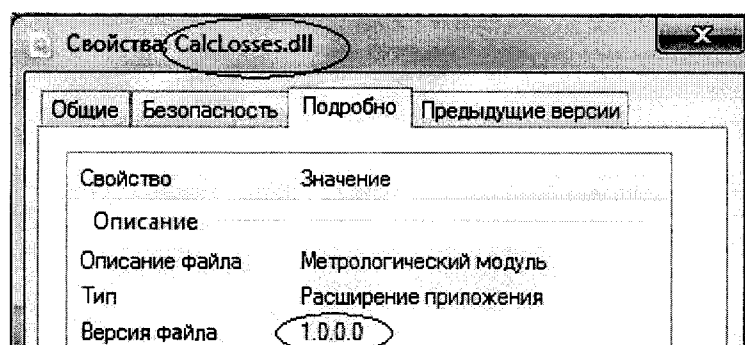 Свойства: CalcLosses.dll
Общие Безопасность Подробно Предыдущие версии
Свойство Значение
Описание
Описание файла Метрологический модуль
Тип Расширение приложения
Версия файла 1.0.0.0